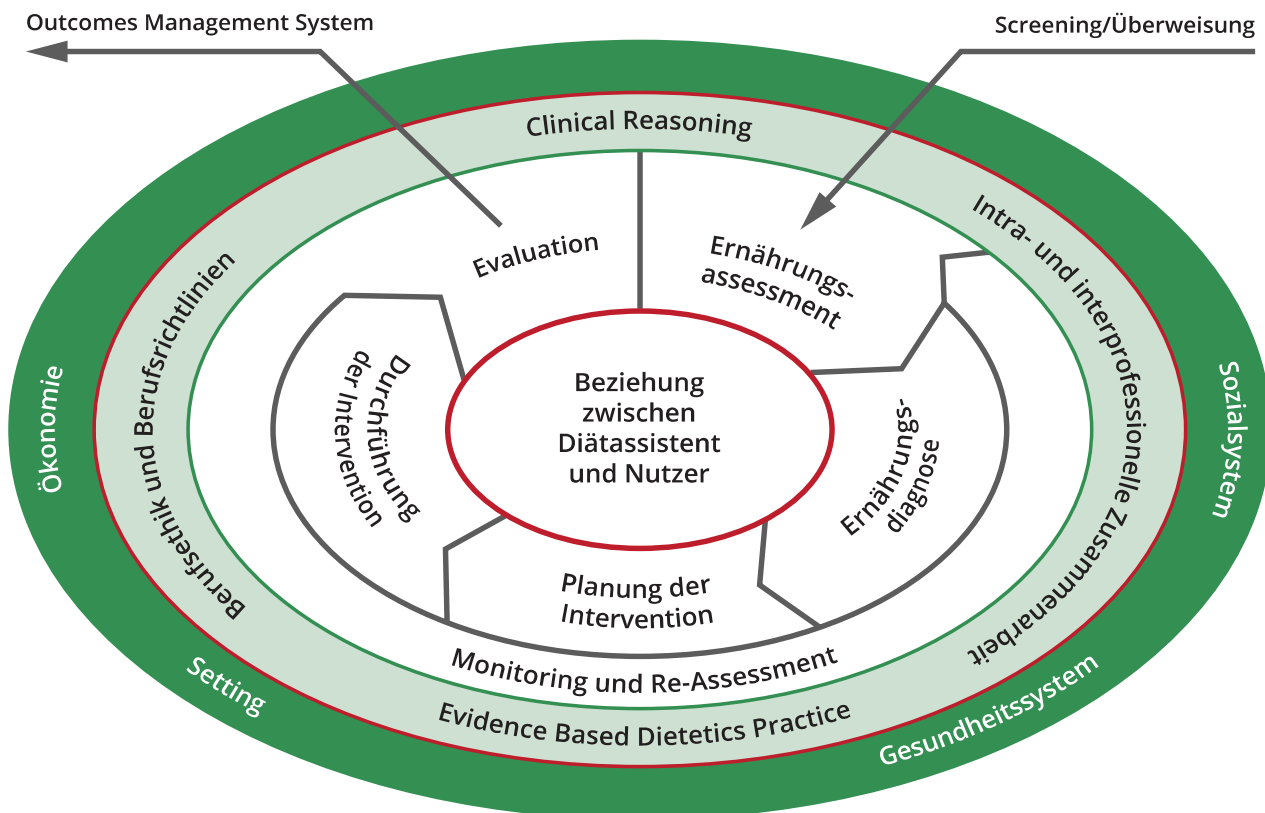 Outcomes Management System
Screening/Überweisung
Clinical Reasoning
Intra- und interprofessionelle Zusammenarbeit
Evidence Based Dietetics Practice
Berufsethik und Berufsrichtlinien
Ökonomie
Setting
Gesundheitssystem
Sozialsystem
Evaluation
Ernährungs-
assessment
Ernährungs-
diagnose
Planung der
Intervention
Durchführung
der Intervention
Monitoring und Re-Assessment
Beziehung
zwischen
Diätassistent
und Nutzer